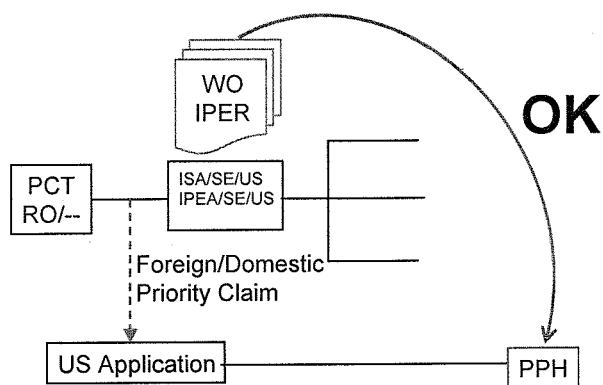 WO
IPER
OK
PCT
RO/--
ISA/SE/US
IPEA/SE/US
Foreign/Domestic
Priority Claim
US Application
PPH